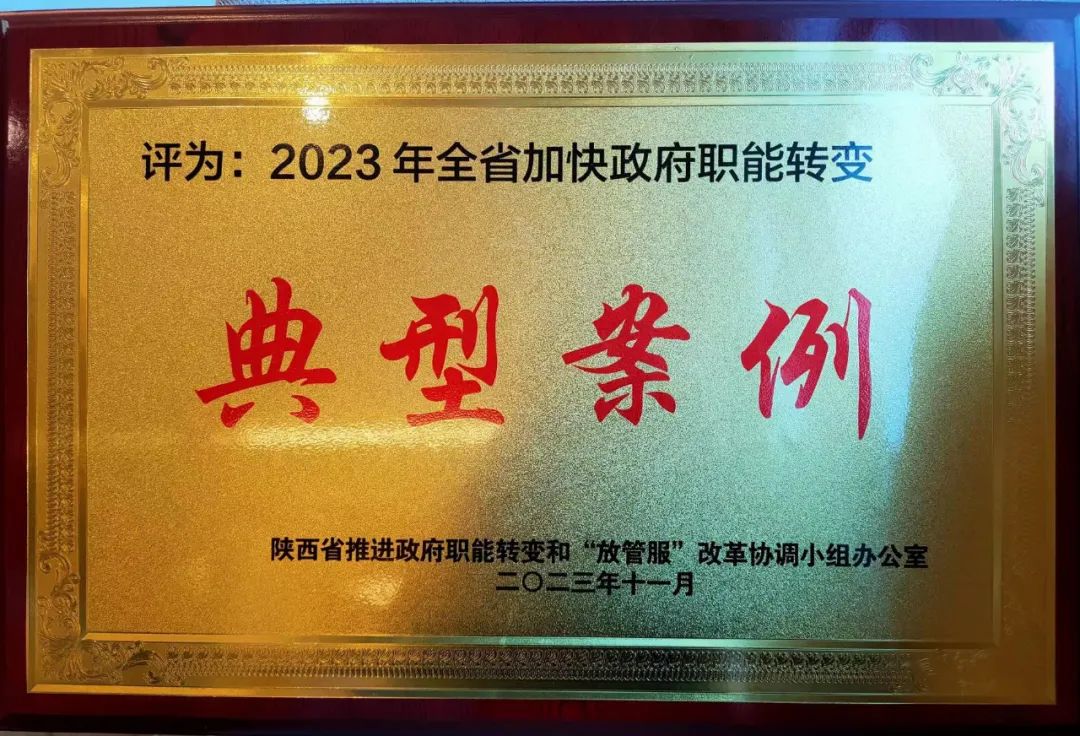 评为：2023年全省加快政府职能转变
典型案例
陕西省推进政府职能转变和“放管服”改革协调小组办公室
二〇二三年十一月